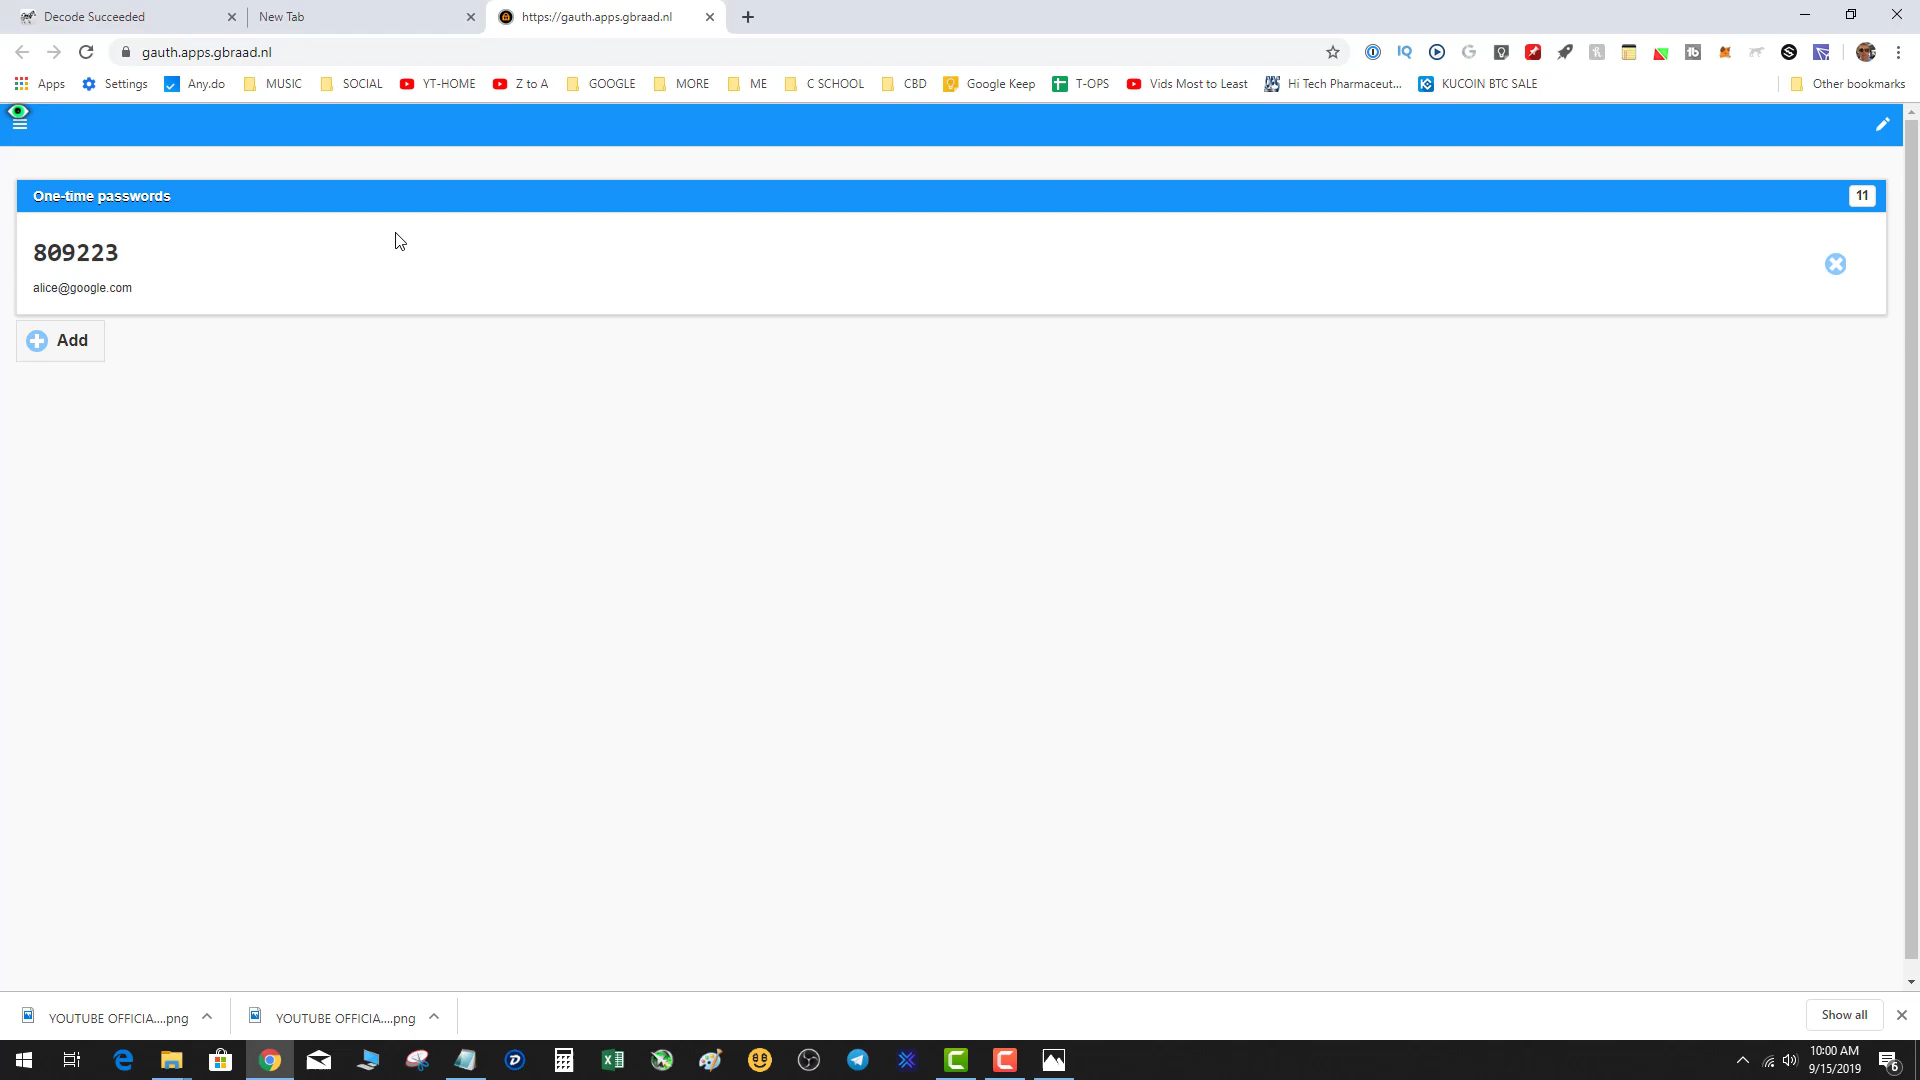 Decode Succeeded
New Tab
https://gauth.apps.gbraad.nl
gauth.apps.gbraad.nl
Apps Settings Any.do MUSIC SOCIAL YT-HOME Z to A GOOGLE MORE ME C SCHOOL CBD Google Keep T-OPS Vids Most to Least Hi Tech Pharmaceut... KUCOIN BTC SALE Other bookmarks
One-time passwords 11
809223
alice@google.com
Add
YOUTUBE OFFICIA....png YOUTUBE OFFICIA....png Show all
10:00 AM
9/15/2019
6